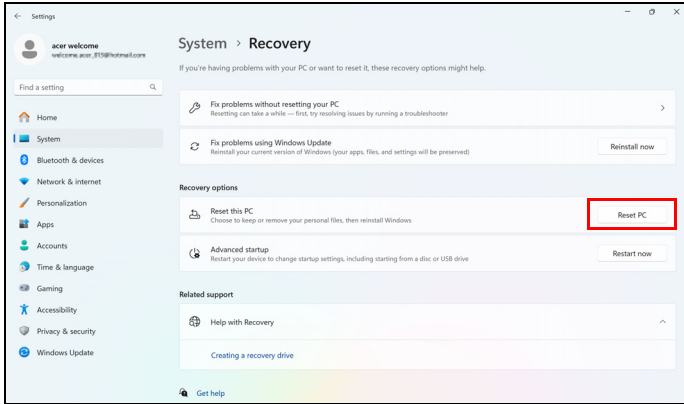 Settings
acer welcome
welcome.acer_815@hotmail.com
Find a setting
Home
System
Bluetooth & devices
Network & internet
Personalization
Apps
Accounts
Time & language
Gaming
Accessibility
Privacy & security
Windows Update
System > Recovery
If you're having problems with your PC or want to reset it, these recovery options might help.
Fix problems without resetting your PC
Resetting can take a while — first, try resolving issues by running a troubleshooter
Fix problems using Windows Update
Reinstall your current version of Windows (your apps, files, and settings will be preserved)
Reinstall now
Recovery options
Reset this PC
Choose to keep or remove your personal files, then reinstall Windows
Reset PC
Advanced startup
Restart your device to change startup settings, including starting from a disc or USB drive
Restart now
Related support
Help with Recovery
Creating a recovery drive
Get help